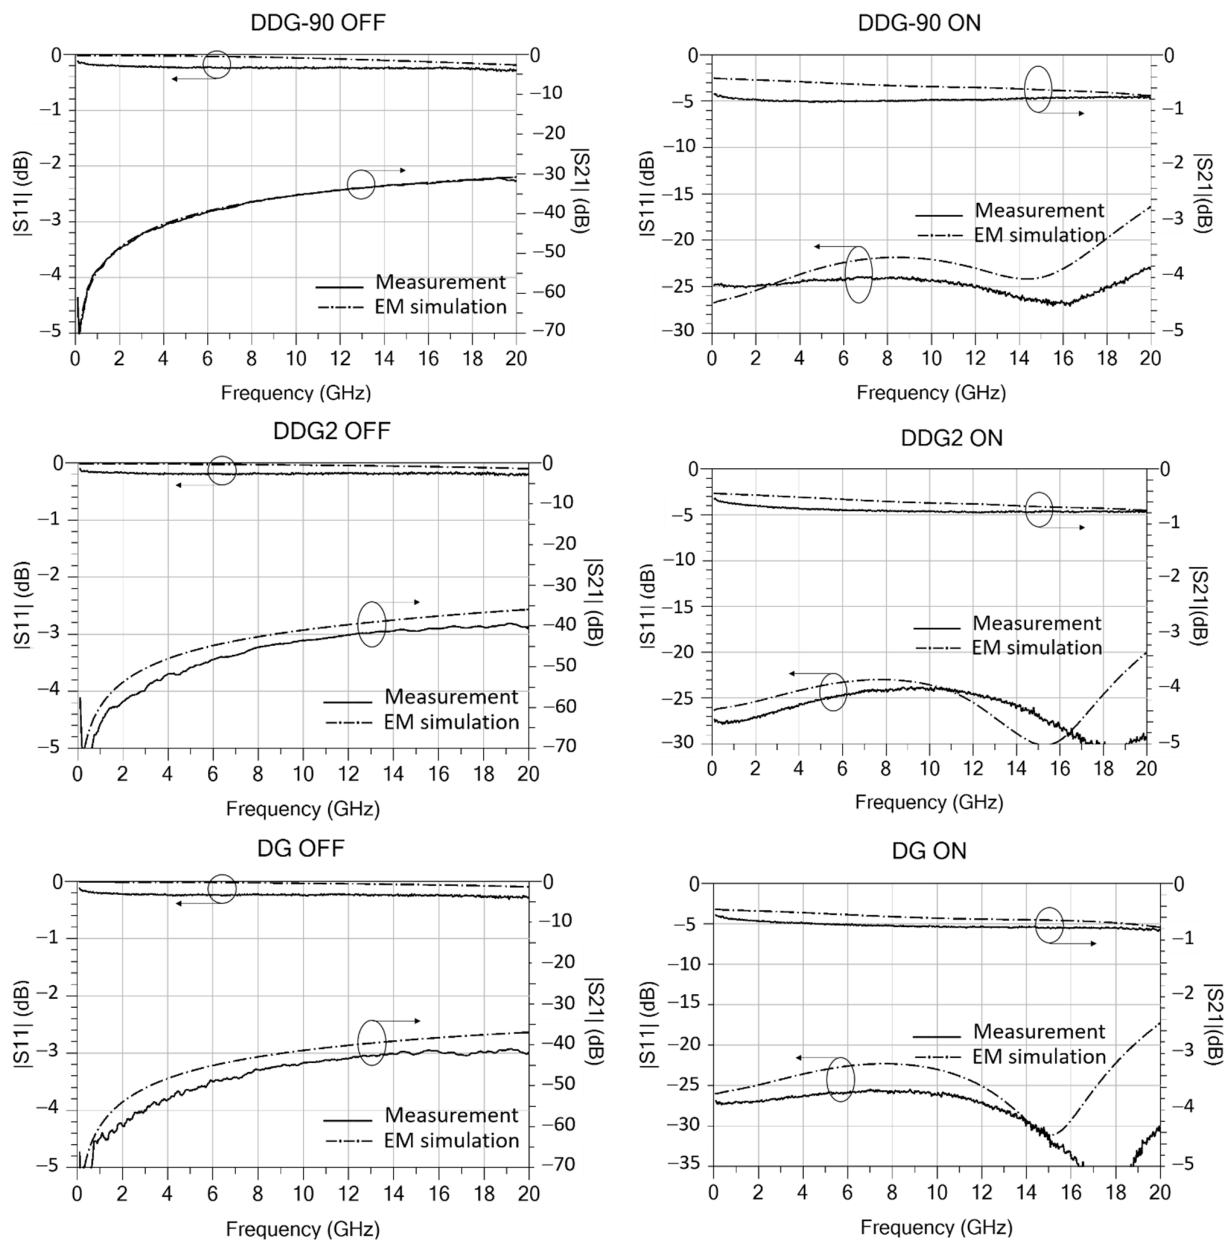 DDG-90 OFF
0
−1
−2
−3
−4
−5
|S11| (dB)
0
−10
−20
−30
−40
−50
−60
−70
|S21| (dB)
Measurement
EM simulation
0 2 4 6 8 10 12 14 16 18 20
Frequency (GHz)
DDG-90 ON
0
−5
−10
−15
−20
−25
−30
|S11| (dB)
0
−1
−2
−3
−4
−5
|S21|(dB)
Measurement
EM simulation
0 2 4 6 8 10 12 14 16 18 20
Frequency (GHz)
DDG2 OFF
0
−1
−2
−3
−4
−5
|S11| (dB)
0
−10
−20
−30
−40
−50
−60
−70
|S21| (dB)
Measurement
EM simulation
0 2 4 6 8 10 12 14 16 18 20
Frequency (GHz)
DDG2 ON
0
−5
−10
−15
−20
−25
−30
|S11| (dB)
0
−1
−2
−3
−4
−5
|S21|(dB)
Measurement
EM simulation
0 2 4 6 8 10 12 14 16 18 20
Frequency (GHz)
DG OFF
0
−1
−2
−3
−4
−5
|S11| (dB)
0
−10
−20
−30
−40
−50
−60
−70
|S21| (dB)
Measurement
EM simulation
0 2 4 6 8 10 12 14 16 18 20
Frequency (GHz)
DG ON
0
−5
−10
−15
−20
−25
−30
−35
|S11| (dB)
0
−1
−2
−3
−4
−5
|S21|(dB)
Measurement
EM simulation
0 2 4 6 8 10 12 14 16 18 20
Frequency (GHz)